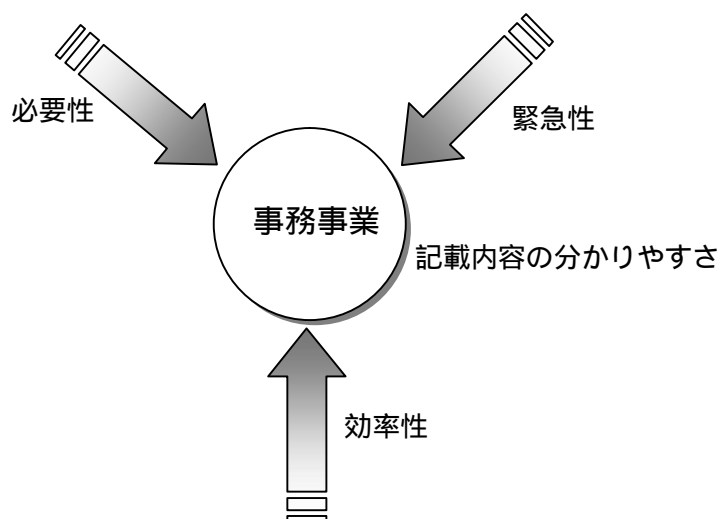 必要性
緊急性
事務事業
記載内容の分かりやすさ
効率性